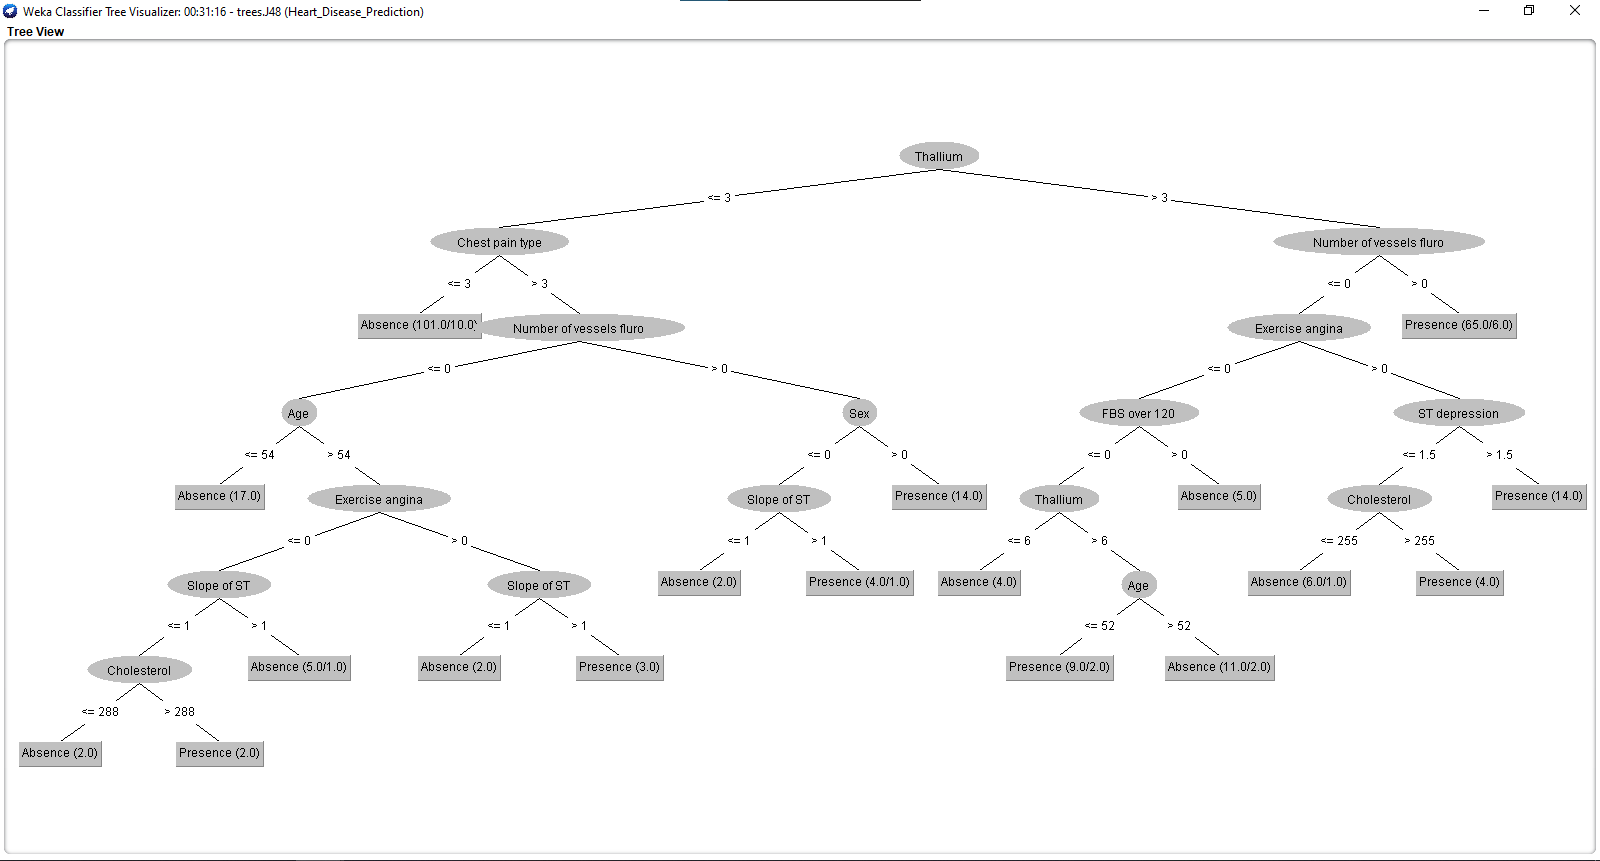 Weka Classifier Tree Visualizer: 00:31:16 - trees.J48 (Heart_Disease_Prediction)
Tree View
Thallium
<= 3
> 3
Chest pain type
Number of vessels fluro
<= 3
> 3
<= 0
> 0
Absence (101.0/10.0)
Number of vessels fluro
Exercise angina
Presence (65.0/6.0)
<= 0
> 0
<= 0
> 0
Age
Sex
FBS over 120
ST depression
<= 54
> 54
<= 0
> 0
<= 0
> 0
<= 1.5
> 1.5
Absence (17.0)
Exercise angina
Slope of ST
Presence (14.0)
Thallium
Absence (5.0)
Cholesterol
Presence (14.0)
<= 0
> 0
<= 1
> 1
<= 6
> 6
<= 255
> 255
Slope of ST
Slope of ST
Absence (2.0)
Presence (4.0/1.0)
Absence (4.0)
Age
Absence (6.0/1.0)
Presence (4.0)
<= 1
> 1
<= 1
> 1
<= 52
> 52
Cholesterol
Absence (5.0/1.0)
Absence (2.0)
Presence (3.0)
Presence (9.0/2.0)
Absence (11.0/2.0)
<= 288
> 288
Absence (2.0)
Presence (2.0)